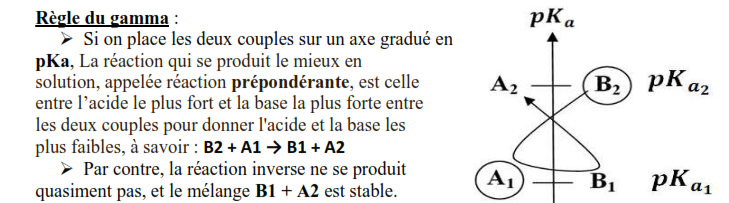 Règle du gamma :
➤ Si on place les deux couples sur un axe gradué en
pKa, La réaction qui se produit le mieux en
solution, appelée réaction prépondérante, est celle
entre l’acide le plus fort et la base la plus forte entre
les deux couples pour donner l'acide et la base les
plus faibles, à savoir : B2 + A1 → B1 + A2
➤ Par contre, la réaction inverse ne se produit
quasiment pas, et le mélange B1 + A2 est stable.
pKa
A2 B2 pKa2
A1 B1 pKa1